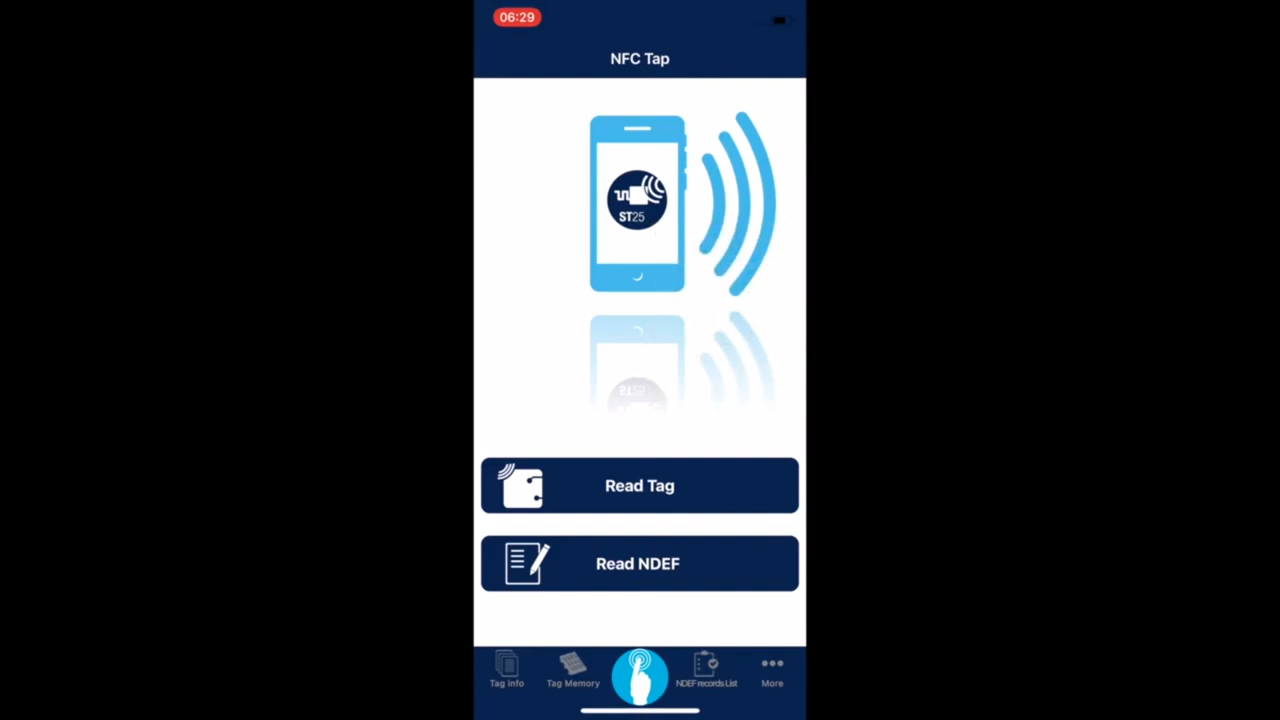 06:29
NFC Tap
ST25
Read Tag
Read NDEF
Tag info
Tag Memory
NDEF records List
More